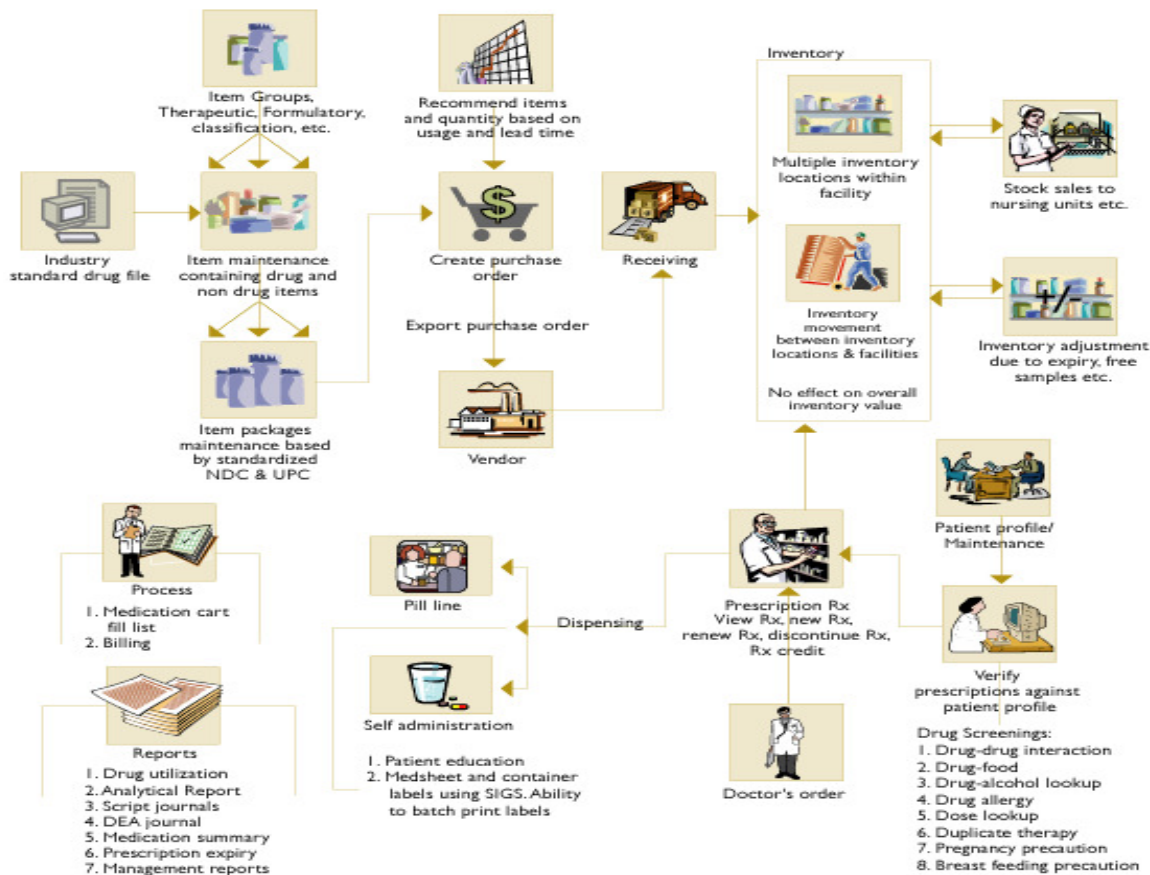 Item Groups,
Therapeutic, Formulatory,
classification, etc.
Recommend items
and quantity based on
usage and lead time
Inventory
Multiple inventory
locations within
facility
Stock sales to
nursing units etc.
Industry
standard drug file
Item maintenance
containing drug and
non drug items
$
Create purchase
order
Receiving
Inventory
movement
between inventory
locations & facilities
+/-
Inventory adjustment
due to expiry, free
samples etc.
Export purchase order
No effect on overall
inventory value
Item packages
maintenance based
by standardized
NDC & UPC
Vendor
Patient profile/
Maintenance
Process
1. Medication cart
fill list
2. Billing
Pill line
Dispensing
Prescription Rx
View Rx, new Rx,
renew Rx, discontinue Rx,
Rx credit
Verify
prescriptions against
patient profile
Self administration
1. Patient education
2. Medsheet and container
labels using SIGS. Ability
to batch print labels
Doctor's order
Drug Screenings:
1. Drug-drug interaction
2. Drug-food
3. Drug-alcohol lookup
4. Drug allergy
5. Dose lookup
6. Duplicate therapy
7. Pregnancy precaution
8. Breast feeding precaution
Reports
1. Drug utilization
2. Analytical Report
3. Script journals
4. DEA journal
5. Medication summary
6. Prescription expiry
7. Management reports